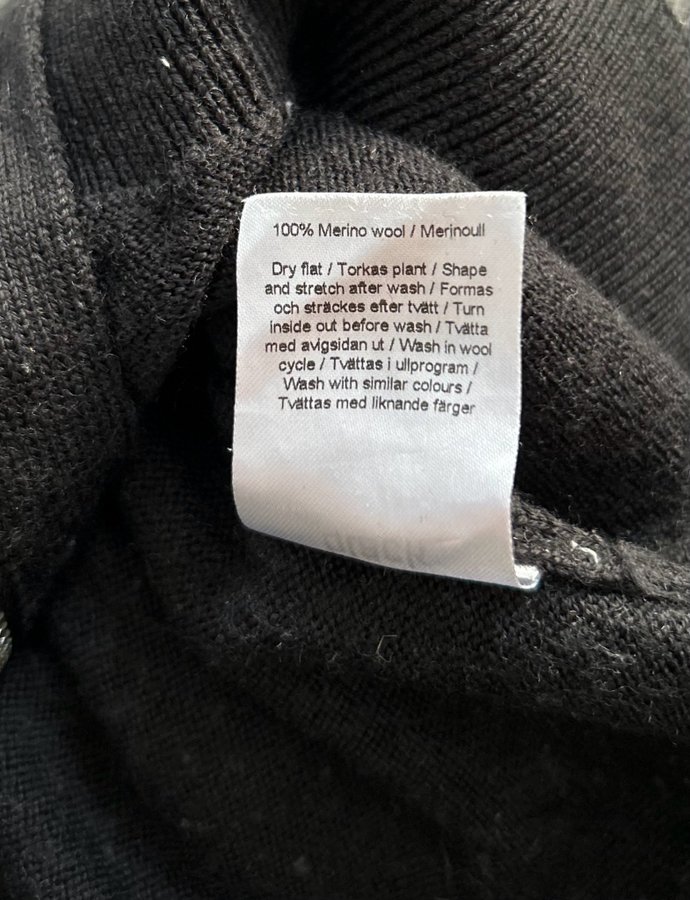 100% Merino wool / Merinoull
Dry flat / Torkas plant / Shape
and stretch after wash / Formas
och sträckes efter tvätt / Turn
inside out before wash / Tvätta
med avigsidan ut / Wash in wool
cycle / Tvättas i ullprogram /
Wash with similar colours /
Tvättas med liknande färger